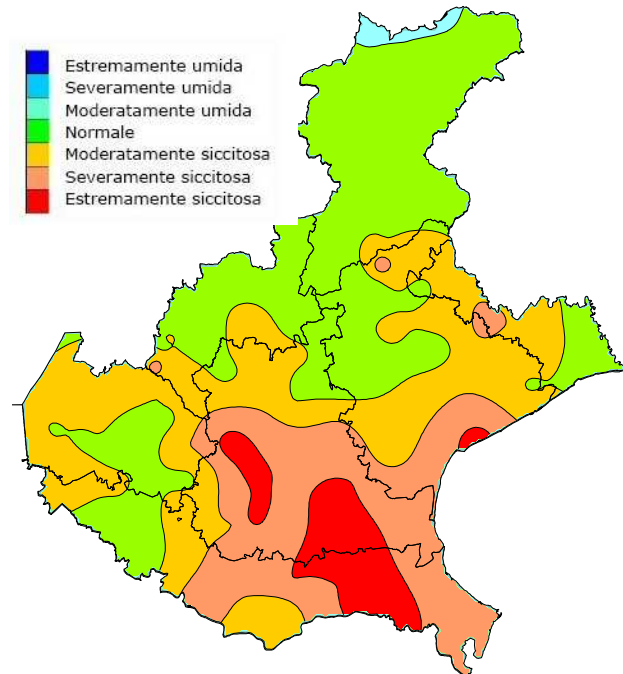 Estremamente umida
Severamente umida
Moderatamente umida
Normale
Moderatamente siccitosa
Severamente siccitosa
Estremamente siccitosa